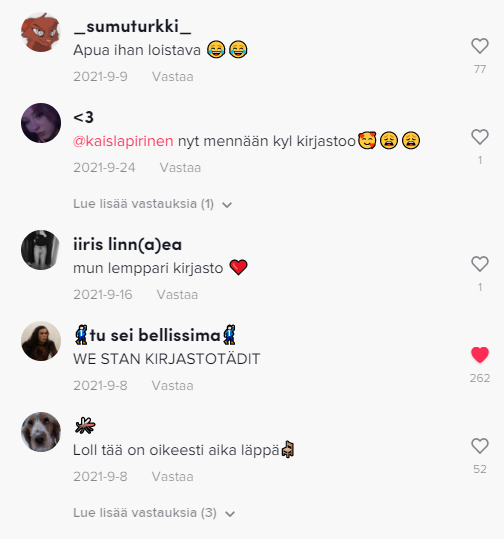 _sumuturkki_
Apua ihan loistava 😂😂
77
2021-9-9 Vastaa
<3
@kaislapirinen nyt mennään kyl kirjastoo🥰😩😩
1
2021-9-24 Vastaa
Lue lisää vastauksia (1)
iiris linn(a)ea
mun lemppari kirjasto ❤️
1
2021-9-16 Vastaa
tu sei bellissima
WE STAN KIRJASTOTÄDIT
262
2021-9-8 Vastaa
Loll tää on oikeesti aika läppä
52
2021-9-8 Vastaa
Lue lisää vastauksia (3)